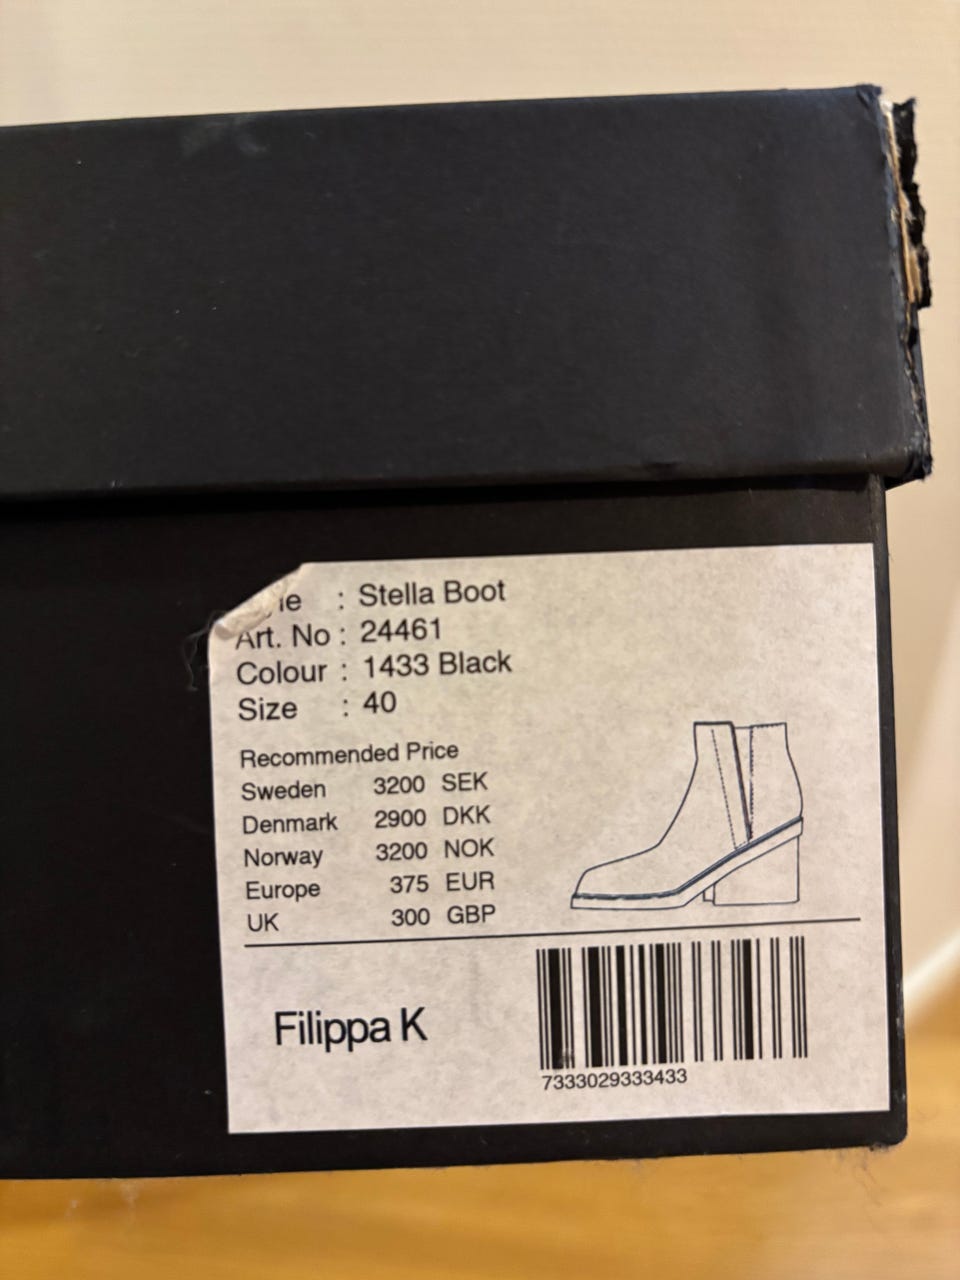 : Stella Boot
Art. No : 24461
Colour : 1433 Black
Size : 40
Recommended Price
Sweden 3200 SEK
Denmark 2900 DKK
Norway 3200 NOK
Europe 375 EUR
UK 300 GBP
Filippa K
7333029333433